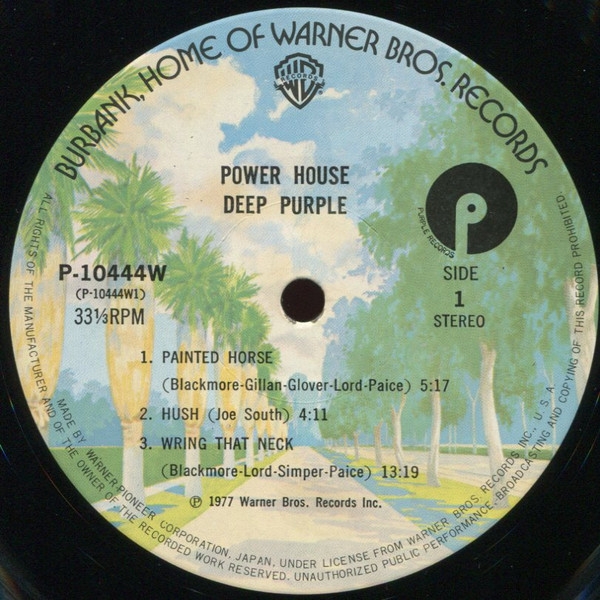 BURBANK, HOME OF WARNER BROS. RECORDS
WB
RECORDS
POWER HOUSE
DEEP PURPLE
p
PURPLE RECORDS
P-10444W
(P-10444W1)
33⅓RPM
SIDE
1
STEREO
1. PAINTED HORSE
(Blackmore-Gillan-Glover-Lord-Paice) 5:17
2. HUSH (Joe South) 4:11
3. WRING THAT NECK
(Blackmore-Lord-Simper-Paice) 13:19
℗ 1977 Warner Bros. Records Inc.
MADE BY WARNER-PIONEER CORPORATION, JAPAN, UNDER LICENSE FROM WARNER BROS RECORDS INC., U.S.A.
ALL RIGHTS OF THE MANUFACTURER AND OF THE OWNER OF THE RECORDED WORK RESERVED. UNAUTHORIZED PUBLIC PERFORMANCE, BROADCASTING AND COPYING OF THIS RECORD PROHIBITED.